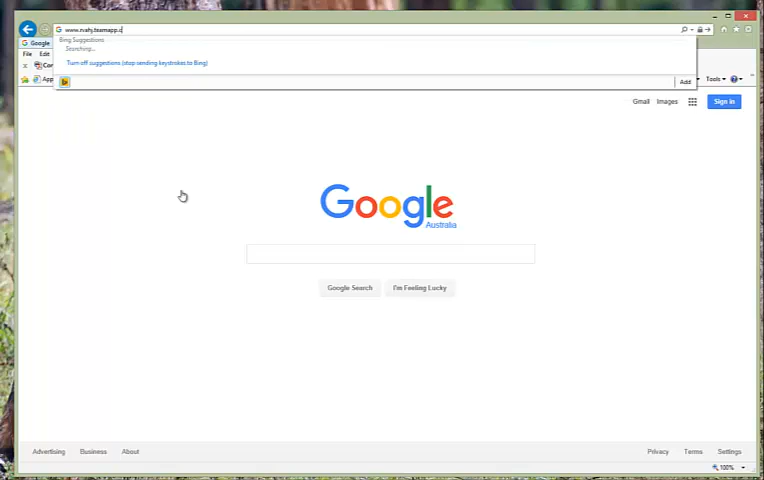 www.rvahj.teamapp.c
Bing Suggestions
Searching...
Turn off suggestions (stop sending keystrokes to Bing)
Add
Google
File Edit
Tools
Gmail Images Sign in
Google
Australia
Google Search I'm Feeling Lucky
Advertising Business About Privacy Terms Settings
100%